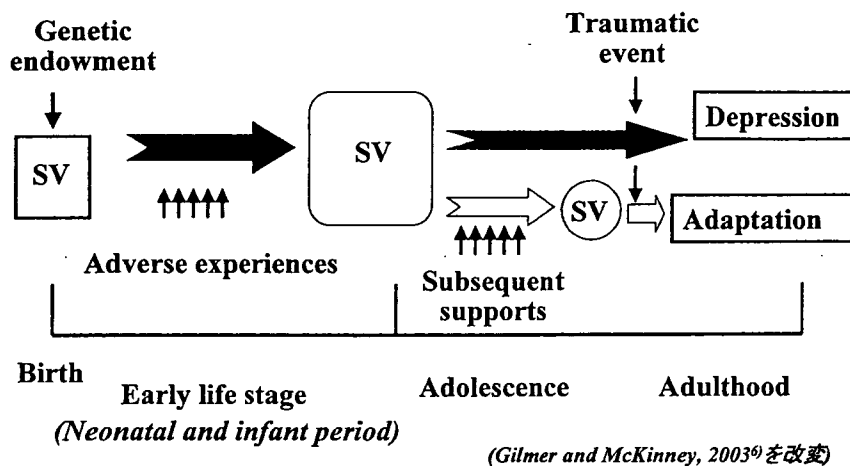 Genetic
endowment
Traumatic
event
SV
SV
Depression
SV
Adaptation
Adverse experiences
Subsequent
supports
Birth
Early life stage
(Neonatal and infant period)
Adolescence
Adulthood
(Gilmer and McKinney, 2003⁶⁾を改変)